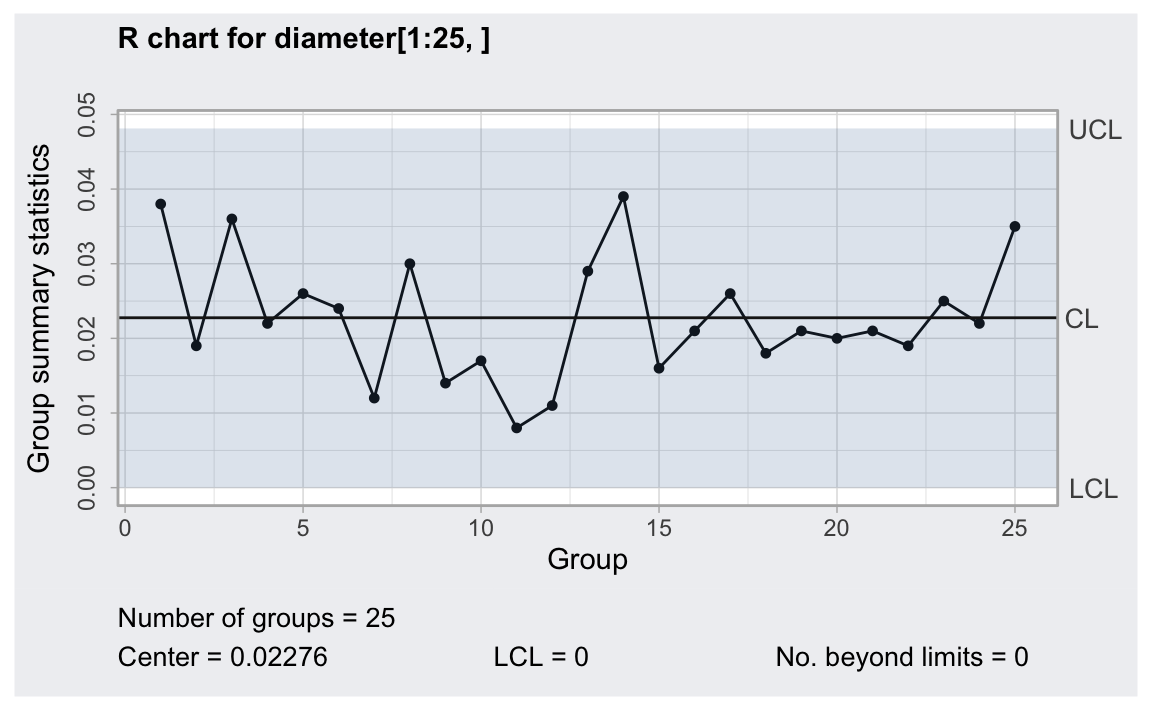 R chart for diameter[1:25, ]
Group summary statistics
0.05
0.04
0.03
0.02
0.01
0.00
UCL
CL
LCL
0 5 10 15 20 25
Group
Number of groups = 25
Center = 0.02276 LCL = 0 No. beyond limits = 0